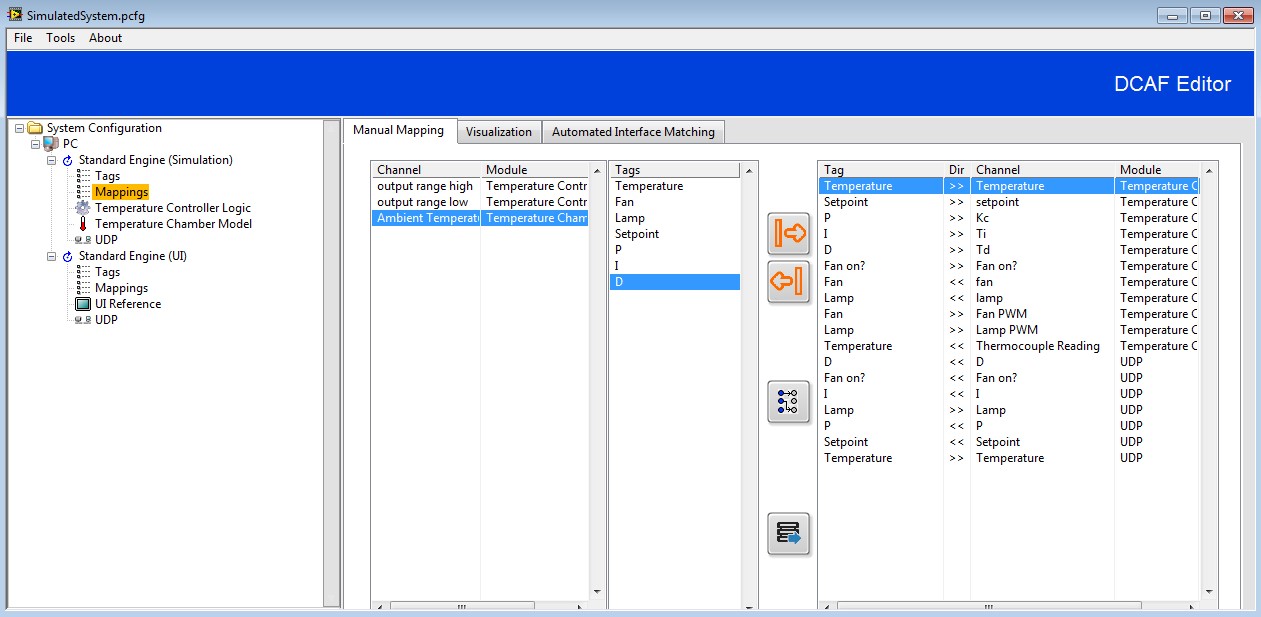 SimulatedSystem.pcfg
File Tools About
DCAF Editor
System Configuration
PC
Standard Engine (Simulation)
Tags
Mappings
Temperature Controller Logic
Temperature Chamber Model
UDP
Standard Engine (UI)
Tags
Mappings
UI Reference
UDP
Manual Mapping Visualization Automated Interface Matching
Channel Module
output range high Temperature Contr
output range low Temperature Contr
Ambient Temperat Temperature Cham
Tags
Temperature
Fan
Lamp
Setpoint
P
I
D
Tag Dir Channel Module
Temperature >> Temperature Temperature C
Setpoint >> setpoint Temperature C
P >> Kc Temperature C
I >> Ti Temperature C
D >> Td Temperature C
Fan on? >> Fan on? Temperature C
Fan << fan Temperature C
Lamp << lamp Temperature C
Fan >> Fan PWM Temperature C
Lamp >> Lamp PWM Temperature C
Temperature << Thermocouple Reading Temperature C
D << D UDP
Fan on? << Fan on? UDP
I << I UDP
Lamp >> Lamp UDP
P << P UDP
Setpoint << Setpoint UDP
Temperature >> Temperature UDP